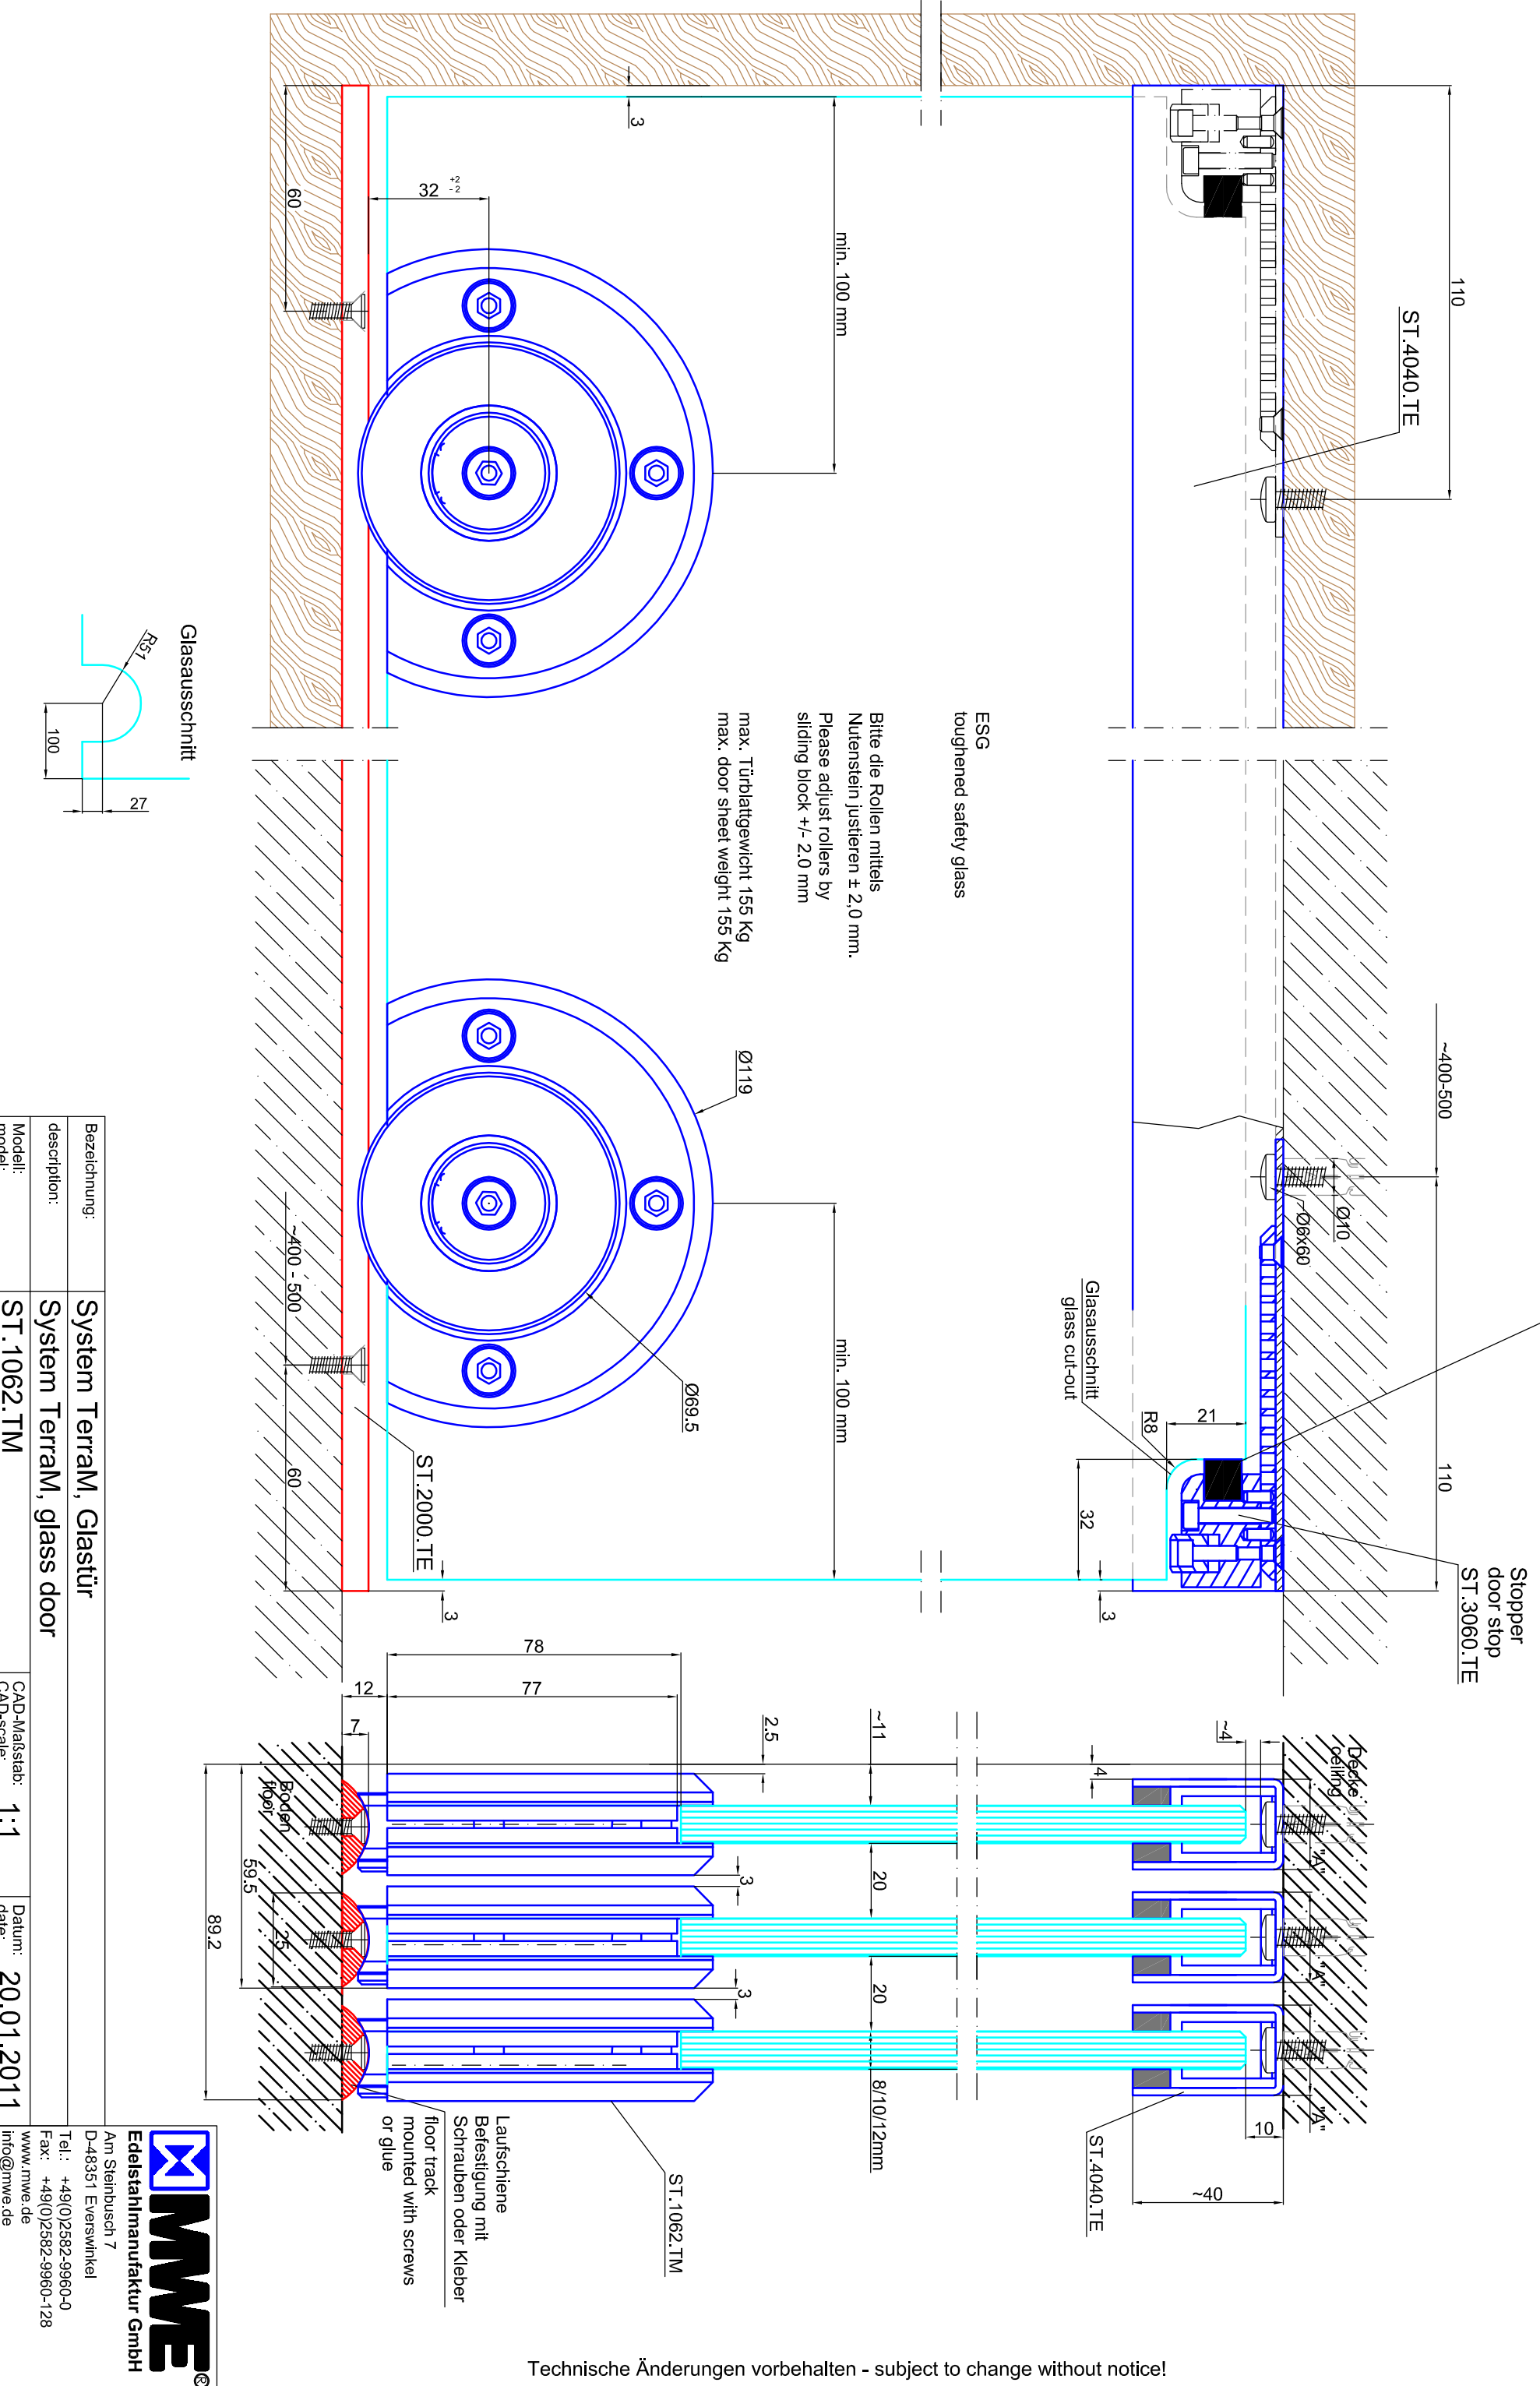 110
ST.4040.TE
3
60
32 +2 -2
min. 100 mm
Glasausschnitt
R51
100
27
ESG
toughened safety glass
Bitte die Rollen mittels
Nutenstein justieren ± 2,0 mm.
Please adjust rollers by
sliding block +/- 2.0 mm
max. Türblattgewicht 155 Kg
max. door sheet weight 155 Kg
~400-500
110
Ø10
Ø6x60
Ø119
Ø69.5
Glasausschnitt
glass cut-out
R8
21
32
min. 100 mm
~400 - 500
60
ST.2000.TE
3
3
Stopper
door stop
ST.3060.TE
78
77
12
7
2.5
~11
4
~4
Decke
ceiling
"A"
"A"
"A"
10
~40
ST.4040.TE
20
20
8/10/12mm
3
3
Boden
floor
25
59.5
89.2
ST.1062.TM
Laufschiene
Befestigung mit
Schrauben oder Kleber
floor track
mounted with screws
or glue
Bezeichnung:
System TerraM, Glastür
description:
System TerraM, glass door
Modell:
model:
ST.1062.TM
CAD-Maßstab:
CAD-scale:
1:1
Datum:
date:
20.01.2011
MWE®
Edelstahlmanufaktur GmbH
Am Steinbusch 7
D-48351 Everswinkel
Tel.: +49(0)2582-9960-0
Fax: +49(0)2582-9960-128
www.mwe.de
info@mwe.de
Technische Änderungen vorbehalten - subject to change without notice!